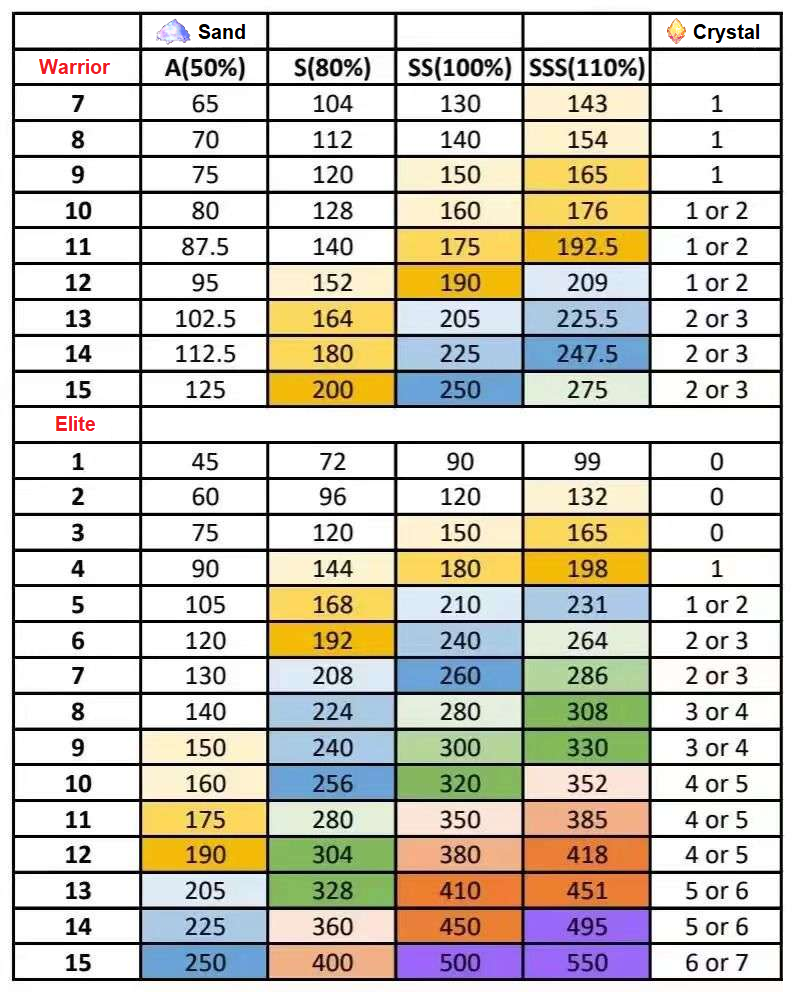 Sand Crystal
Warrior A(50%) S(80%) SS(100%) SSS(110%)
7 65 104 130 143 1
8 70 112 140 154 1
9 75 120 150 165 1
10 80 128 160 176 1 or 2
11 87.5 140 175 192.5 1 or 2
12 95 152 190 209 1 or 2
13 102.5 164 205 225.5 2 or 3
14 112.5 180 225 247.5 2 or 3
15 125 200 250 275 2 or 3
Elite
1 45 72 90 99 0
2 60 96 120 132 0
3 75 120 150 165 0
4 90 144 180 198 1
5 105 168 210 231 1 or 2
6 120 192 240 264 2 or 3
7 130 208 260 286 2 or 3
8 140 224 280 308 3 or 4
9 150 240 300 330 3 or 4
10 160 256 320 352 4 or 5
11 175 280 350 385 4 or 5
12 190 304 380 418 4 or 5
13 205 328 410 451 5 or 6
14 225 360 450 495 5 or 6
15 250 400 500 550 6 or 7